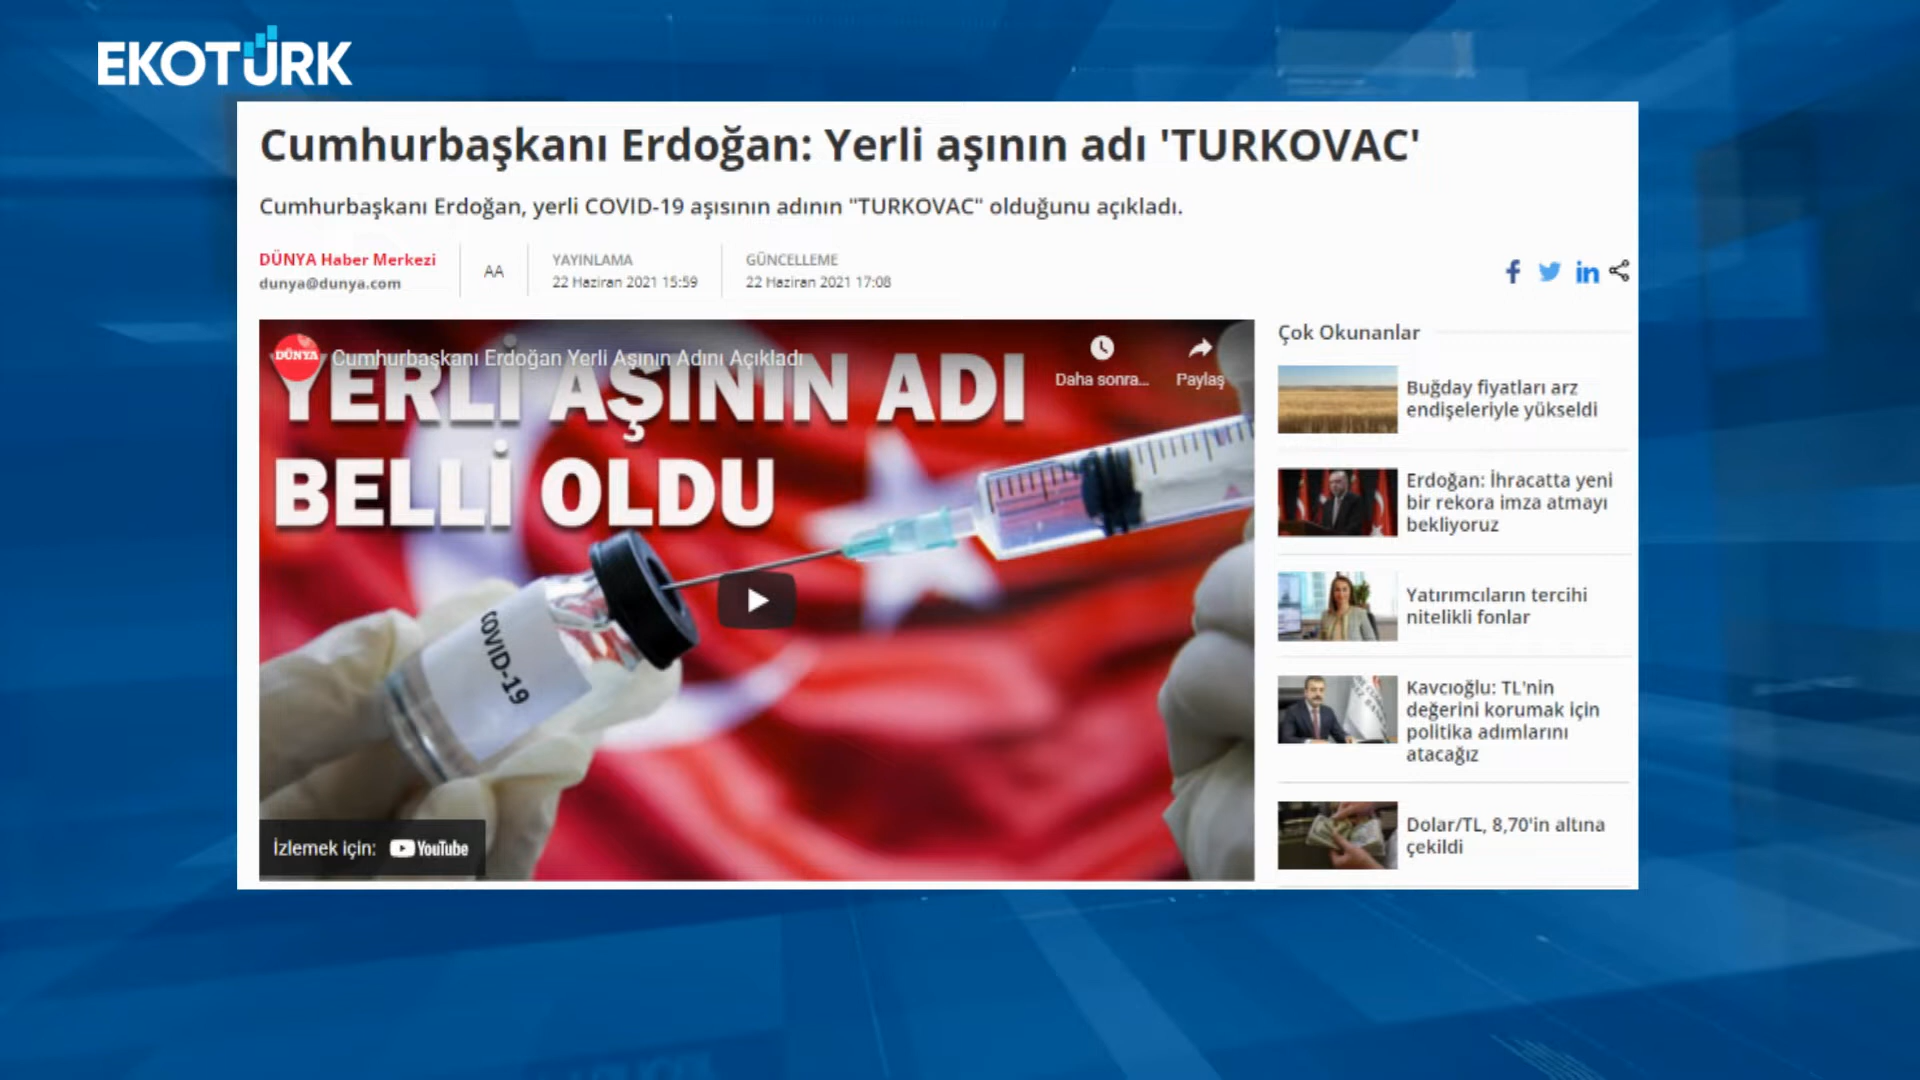 EKOTÜRK
Cumhurbaşkanı Erdoğan: Yerli aşının adı 'TURKOVAC'
Cumhurbaşkanı Erdoğan, yerli COVID-19 aşısının adının "TURKOVAC" olduğunu açıkladı.
DÜNYA Haber Merkezi
dunya@dunya.com
AA
YAYINLAMA
22 Haziran 2021 15:59
GÜNCELLEME
22 Haziran 2021 17:08
DÜNYA
Cumhurbaşkanı Erdoğan Yerli Aşının Adını Açıkladı
Daha sonra...
Paylaş
YERLİ AŞININ ADI
BELLİ OLDU
COVID-19
İzlemek için: YouTube
Çok Okunanlar
Buğday fiyatları arz
endişeleriyle yükseldi
Erdoğan: İhracatta yeni
bir rekora imza atmayı
bekliyoruz
Yatırımcıların tercihi
nitelikli fonlar
Kavcıoğlu: TL'nin
değerini korumak için
politika adımlarını
atacağız
Dolar/TL, 8,70'in altına
çekildi